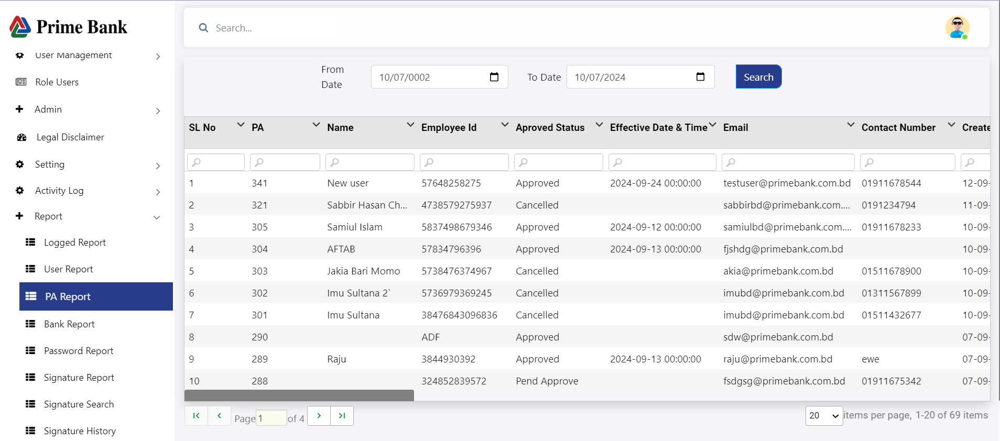 Prime Bank
User Management
Role Users
Admin
Legal Disclaimer
Setting
Activity Log
Report
Logged Report
User Report
PA Report
Bank Report
Password Report
Signature Report
Signature Search
Signature History
Search...
From Date 10/07/0002 To Date 10/07/2024 Search
SL No PA Name Employee Id Aproved Status Effective Date & Time Email Contact Number Create
1 341 New user 57648258275 Approved 2024-09-24 00:00:00 testuser@primebank.com.bd 01911678544 12-09-
2 321 Sabbir Hasan Ch... 4738579275937 Cancelled sabbirbd@primebank.com.... 0191234794 11-09-
3 305 Samiul Islam 5837498679346 Approved 2024-09-12 00:00:00 samiulbd@primebank.com.... 01911678233 10-09-
4 304 AFTAB 57834796396 Approved 2024-09-13 00:00:00 fjshdg@primebank.com.bd 10-09-
5 303 Jakia Bari Momo 5738476374967 Cancelled akia@primebank.com.bd 01511678900 10-09-
6 302 Imu Sultana 2` 5736979369245 Cancelled imubd@primebank.com.bd 01311567899 10-09-
7 301 Imu Sultana 38476843096836 Cancelled imubd@primebank.com.bd 01511432677 10-09-
8 290 ADF Approved sdw@primebank.com.bd 07-09-
9 289 Raju 3844930392 Approved 2024-09-13 00:00:00 raju@primebank.com.bd ewe 07-09-
10 288 324852839572 Pend Approve fsdgsg@primebank.com.bd 01911675342 07-09-
Page 1 of 4 20 items per page, 1-20 of 69 items